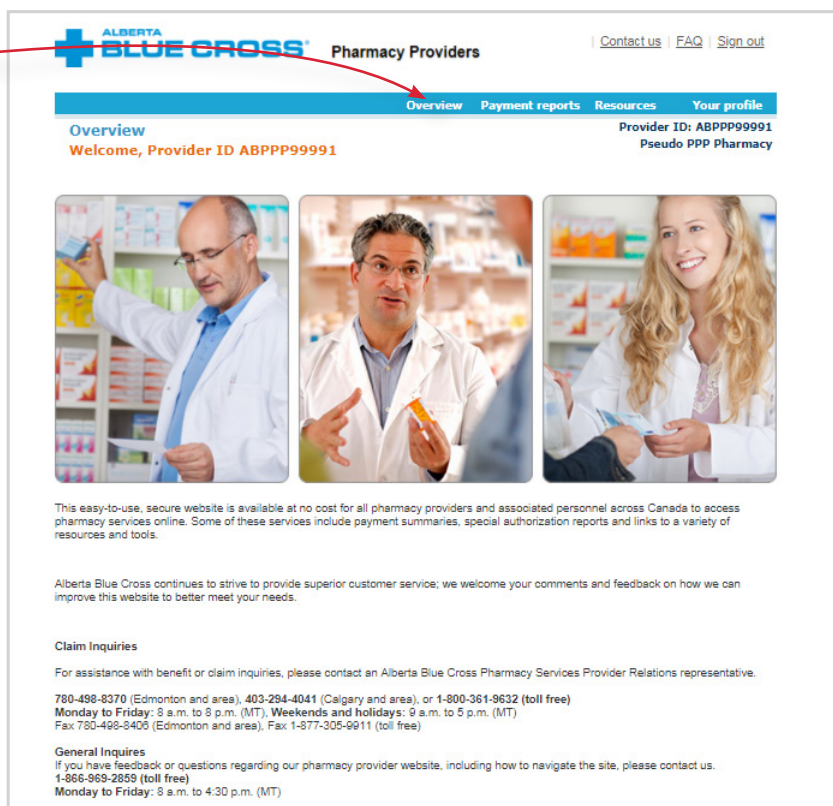 ALBERTA
BLUE CROSS®
Pharmacy Providers
Contact us | FAQ | Sign out
Overview Payment reports Resources Your profile
Overview
Provider ID: ABPPP99991
Welcome, Provider ID ABPPP99991
Pseudo PPP Pharmacy
This easy-to-use, secure website is available at no cost for all pharmacy providers and associated personnel across Canada to access
pharmacy services online. Some of these services include payment summaries, special authorization reports and links to a variety of
resources and tools.
Alberta Blue Cross continues to strive to provide superior customer service; we welcome your comments and feedback on how we can
improve this website to better meet your needs.
Claim Inquiries
For assistance with benefit or claim inquiries, please contact an Alberta Blue Cross Pharmacy Services Provider Relations representative.
780-498-8370 (Edmonton and area), 403-294-4041 (Calgary and area), or 1-800-361-9632 (toll free)
Monday to Friday: 8 a.m. to 8 p.m. (MT), Weekends and holidays: 9 a.m. to 5 p.m. (MT)
Fax 780-498-8406 (Edmonton and area), Fax 1-877-305-9911 (toll free)
General Inquires
If you have feedback or questions regarding our pharmacy provider website, including how to navigate the site, please contact us.
1-866-969-2859 (toll free)
Monday to Friday: 8 a.m. to 4:30 p.m. (MT)